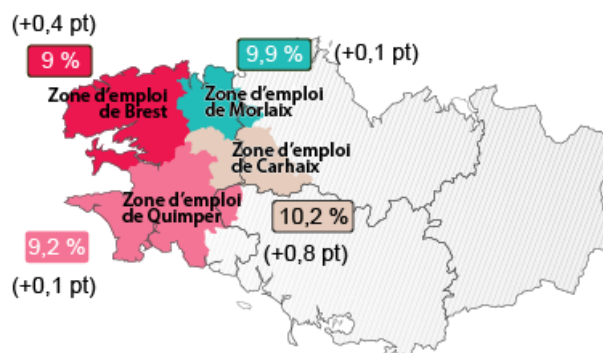 (+0,4 pt)
9 %
9,9 %
(+0,1 pt)
Zone d'emploi
de Brest
Zone d'emploi
de Morlaix
Zone d'emploi
de Carhaix
Zone d'emploi
de Quimper
10,2 %
(+0,8 pt)
9,2 %
(+0,1 pt)